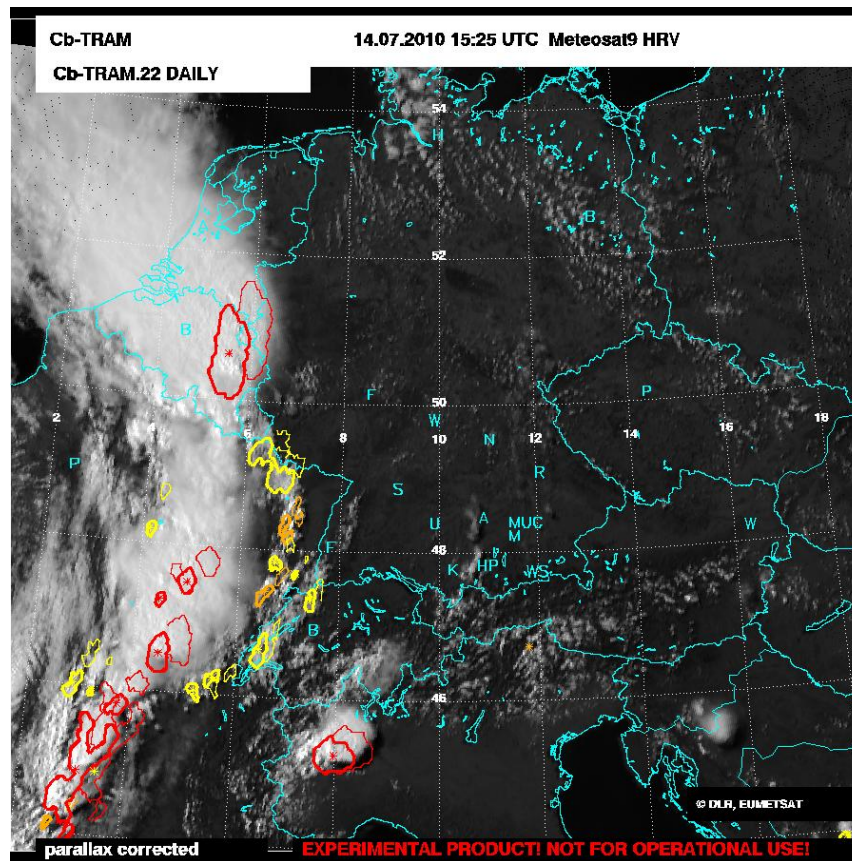 Cb-TRAM 14.07.2010 15:25 UTC Meteosat9 HRV
Cb-TRAM.22 DAILY
54
H
B
A
52
B
50
F
W
P
2 4 6 8 10 12 14 16 18
N
P
R
S
U
A
MUC
M
W
48
F
K
HP
WS
Z
B
46
© DLR, EUMETSAT
parallax corrected
EXPERIMENTAL PRODUCT! NOT FOR OPERATIONAL USE!